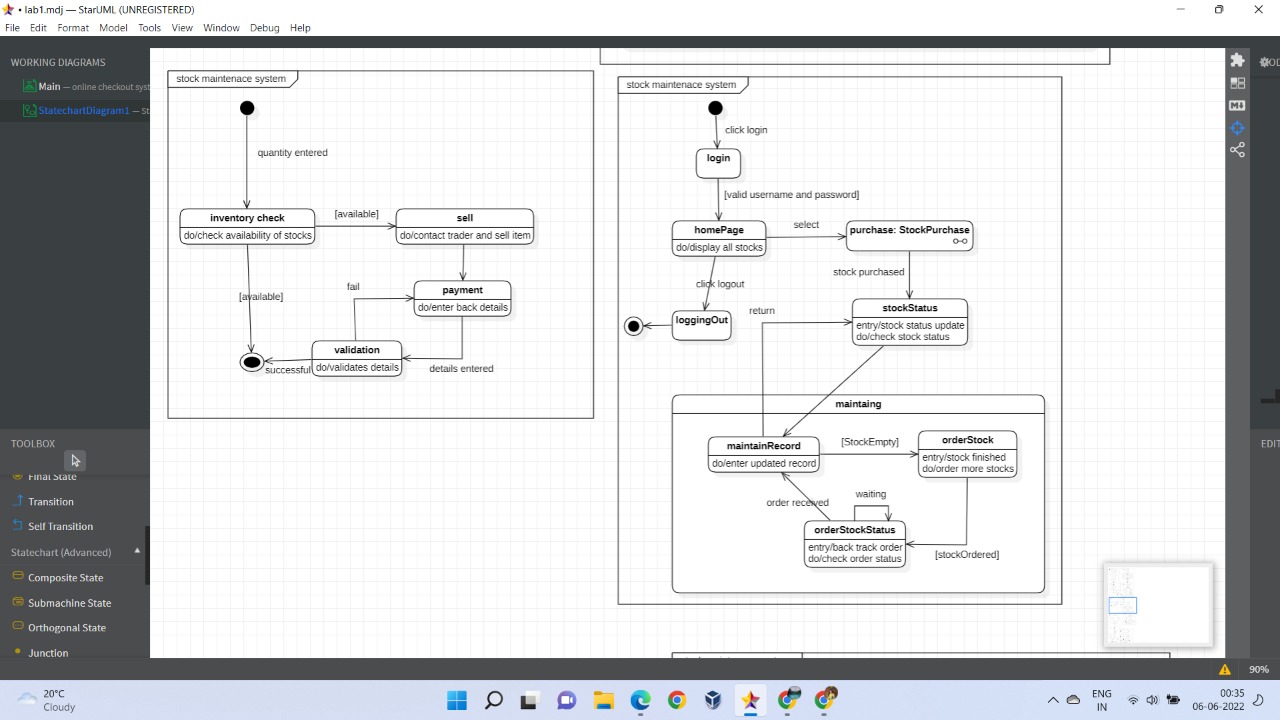 • lab1.mdj — StarUML (UNREGISTERED)
File Edit Format Model Tools View Window Debug Help
WORKING DIAGRAMS
Main — online checkout syst
StatechartDiagram1 — St
TOOLBOX
Final State
Transition
Self Transition
Statechart (Advanced)
Composite State
Submachine State
Orthogonal State
Junction
stock maintenace system
quantity entered
inventory check
do/check availability of stocks
[available]
sell
do/contact trader and sell item
[available]
fail
payment
do/enter back details
validation
do/validates details
successful
details entered
stock maintenace system
click login
login
[valid username and password]
homePage
do/display all stocks
select
purchase: StockPurchase
click logout
stock purchased
loggingOut
return
stockStatus
entry/stock status update
do/check stock status
maintaing
maintainRecord
do/enter updated record
[StockEmpty]
orderStock
entry/stock finished
do/order more stocks
order received
waiting
orderStockStatus
entry/back track order
do/check order status
[stockOrdered]
EDIT
90%
20°C
Cloudy
ENG
IN
00:35
06-06-2022